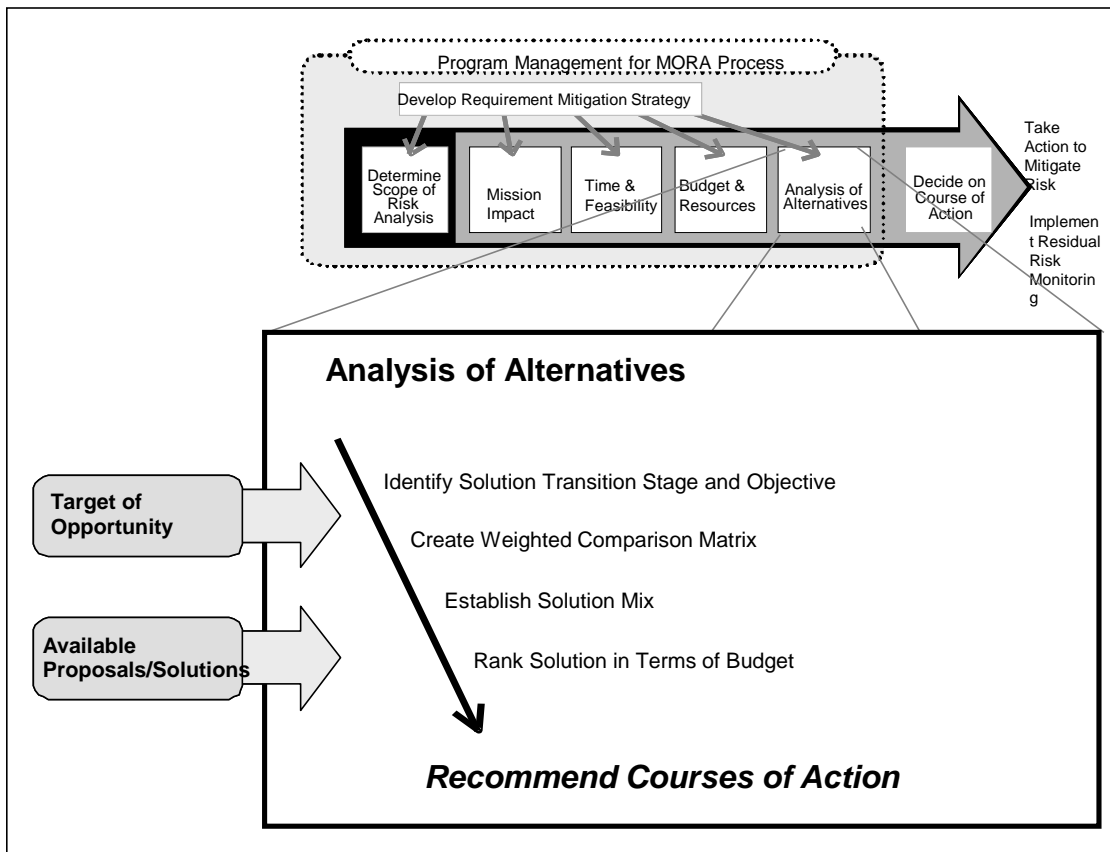 Program Management for MORA Process
Develop Requirement Mitigation Strategy
Determine
Scope of
Risk
Analysis
Mission
Impact
Time &
Feasibility
Budget &
Resources
Analysis of
Alternatives
Decide on
Course of
Action
Take
Action to
Mitigate
Risk
Implemen
t Residual
Risk
Monitorin
g
Analysis of Alternatives
Target of
Opportunity
Available
Proposals/Solutions
Identify Solution Transition Stage and Objective
Create Weighted Comparison Matrix
Establish Solution Mix
Rank Solution in Terms of Budget
Recommend Courses of Action